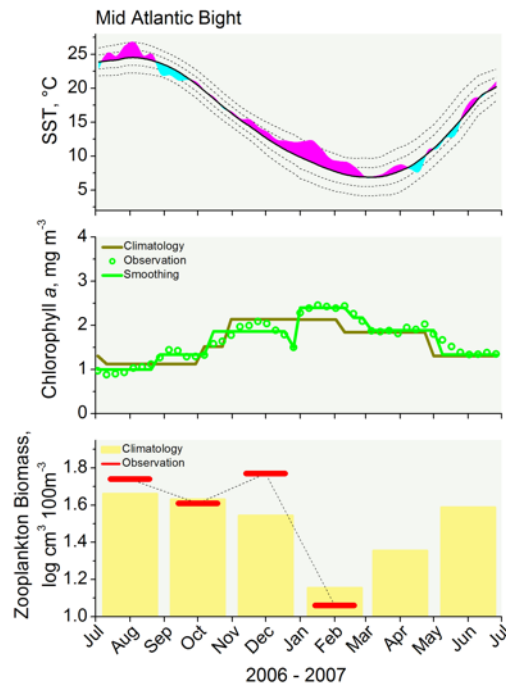 Mid Atlantic Bight
SST, °C
25
20
15
10
5
Chlorophyll a, mg m-3
4
3
2
1
0
Climatology
Observation
Smoothing
Zooplankton Biomass,
log cm3 100m-3
1.8
1.6
1.4
1.2
1.0
Climatology
Observation
Jul Aug Sep Oct Nov Dec Jan Feb Mar Apr May Jun Jul
2006 - 2007